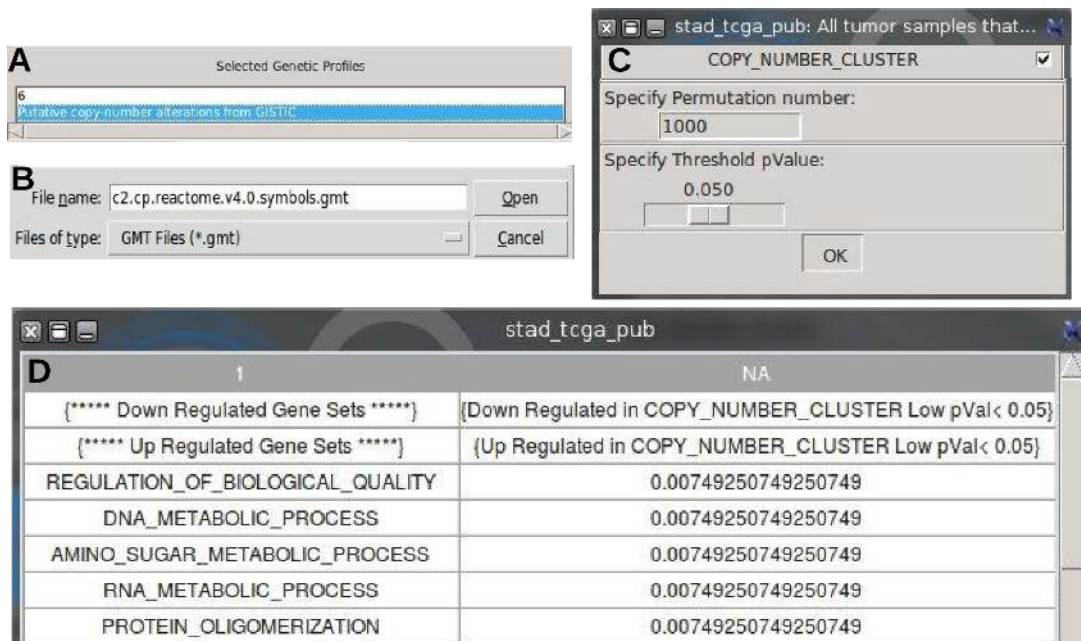 A
Selected Genetic Profiles
6
Putative copy-number alterations from GISTIC
B
File name: c2.cp.reactome.v4.0.symbols.gmt Open
Files of type: GMT Files (*.gmt) Cancel
stad_tcga_pub: All tumor samples that...
C COPY_NUMBER_CLUSTER
Specify Permutation number:
1000
Specify Threshold pValue:
0.050
OK
stad_tcga_pub
D 1 NA
{***** Down Regulated Gene Sets *****} {Down Regulated in COPY_NUMBER_CLUSTER Low pVal< 0.05}
{***** Up Regulated Gene Sets *****} {Up Regulated in COPY_NUMBER_CLUSTER Low pVal< 0.05}
REGULATION_OF_BIOLOGICAL_QUALITY 0.00749250749250749
DNA_METABOLIC_PROCESS 0.00749250749250749
AMINO_SUGAR_METABOLIC_PROCESS 0.00749250749250749
RNA_METABOLIC_PROCESS 0.00749250749250749
PROTEIN_OLIGOMERIZATION 0.00749250749250749